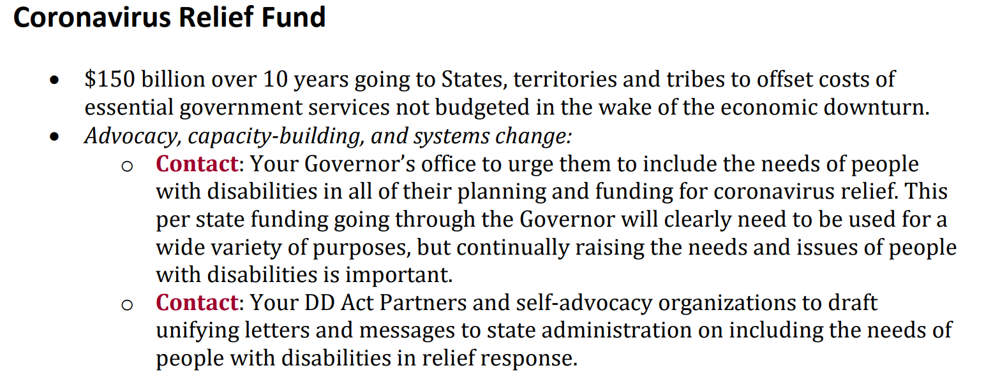 Coronavirus Relief Fund
• $150 billion over 10 years going to States, territories and tribes to offset costs of
essential government services not budgeted in the wake of the economic downturn.
• Advocacy, capacity-building, and systems change:
o Contact: Your Governor’s office to urge them to include the needs of people
with disabilities in all of their planning and funding for coronavirus relief. This
per state funding going through the Governor will clearly need to be used for a
wide variety of purposes, but continually raising the needs and issues of people
with disabilities is important.
o Contact: Your DD Act Partners and self-advocacy organizations to draft
unifying letters and messages to state administration on including the needs of
people with disabilities in relief response.